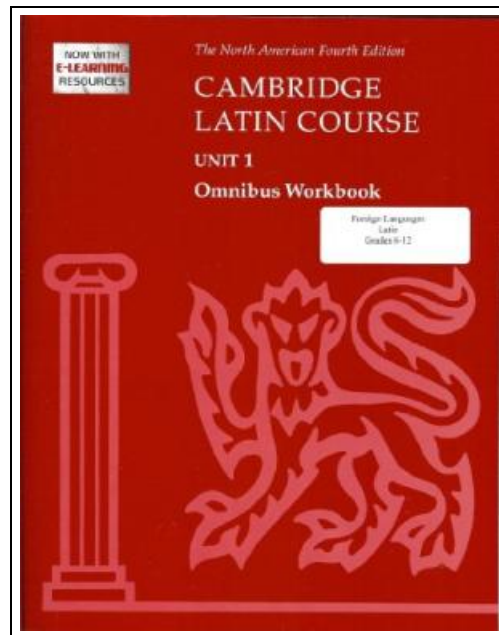 NOW WITH
E-LEARNING
RESOURCES
The North American Fourth Edition
CAMBRIDGE
LATIN COURSE
UNIT 1
Omnibus Workbook
Foreign Languages
Latin
Grades 6-12